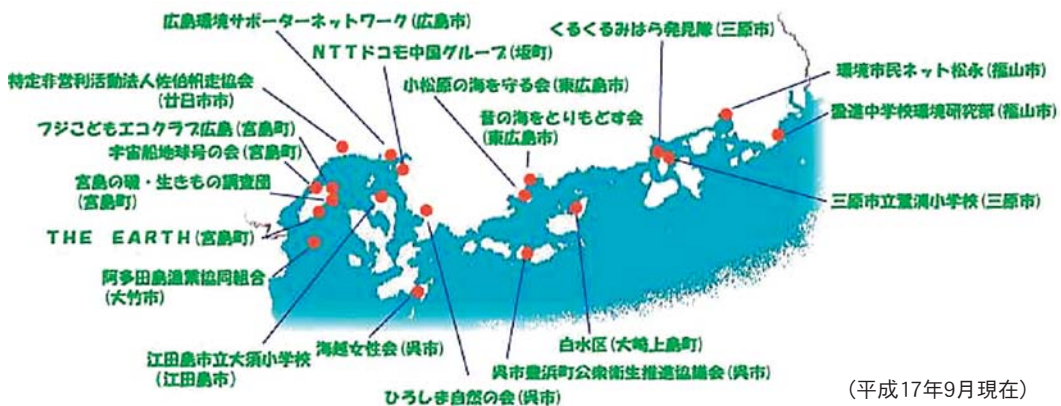 広島環境サポーターネットワーク(広島市)
NTTドコモ中国グループ(坂町)
くるくるみはら発見隊(三原市)
特定非営利活動法人佐伯帆走協会
(廿日市市)
小松原の海を守る会(東広島市)
環境市民ネット松永(福山市)
フジこどもエコクラブ広島(宮島町)
昔の海をとりもどす会
(東広島市)
盈進中学校環境研究部(福山市)
宇宙船地球号の会(宮島町)
宮島の磯・生きもの調査団
(宮島町)
三原市立鷺浦小学校(三原市)
THE EARTH(宮島町)
阿多田島漁業協同組合
(大竹市)
江田島市立大須小学校
(江田島市)
海越女性会(呉市)
白水区(大崎上島町)
呉市豊浜町公衆衛生推進協議会(呉市)
ひろしま自然の会(呉市)
(平成17年9月現在)